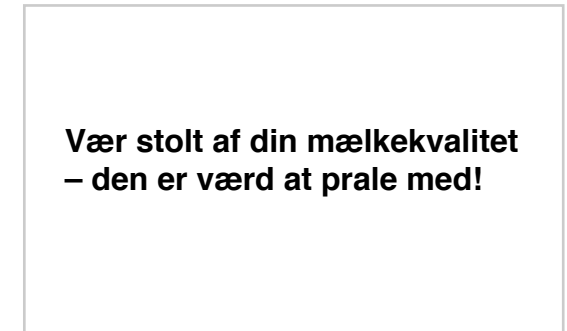 Vær stolt af din mælkekvalitet
– den er værd at prale med!